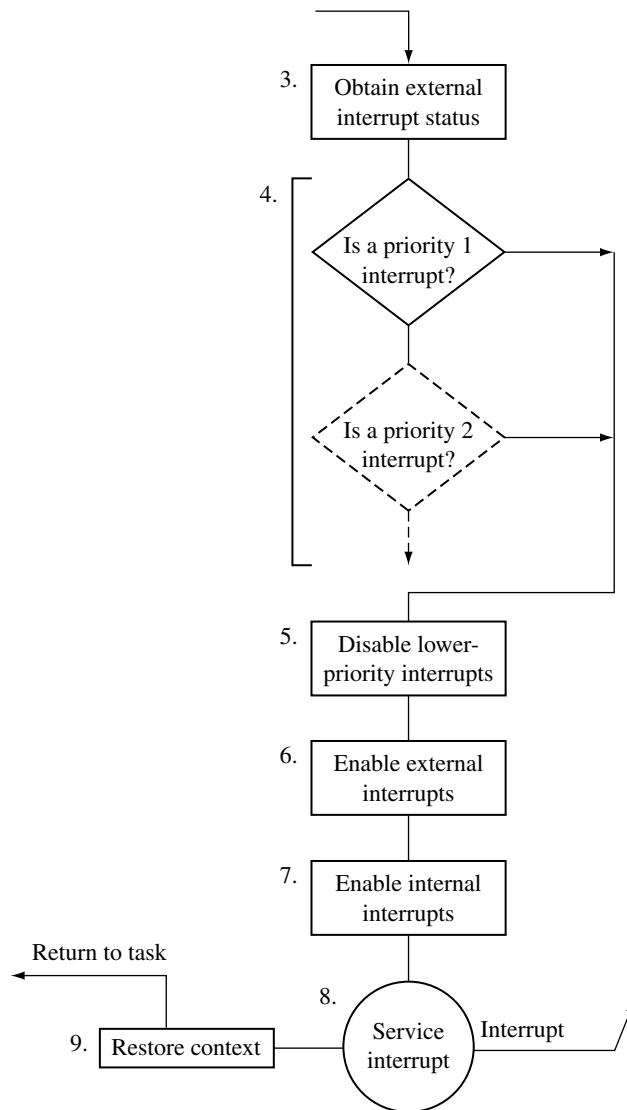 3.
Obtain external
interrupt status
4.
Is a priority 1
interrupt?
Is a priority 2
interrupt?
5.
Disable lower-
priority interrupts
6.
Enable external
interrupts
7.
Enable internal
interrupts
Return to task
8.
Service
interrupt
Interrupt
9.
Restore context